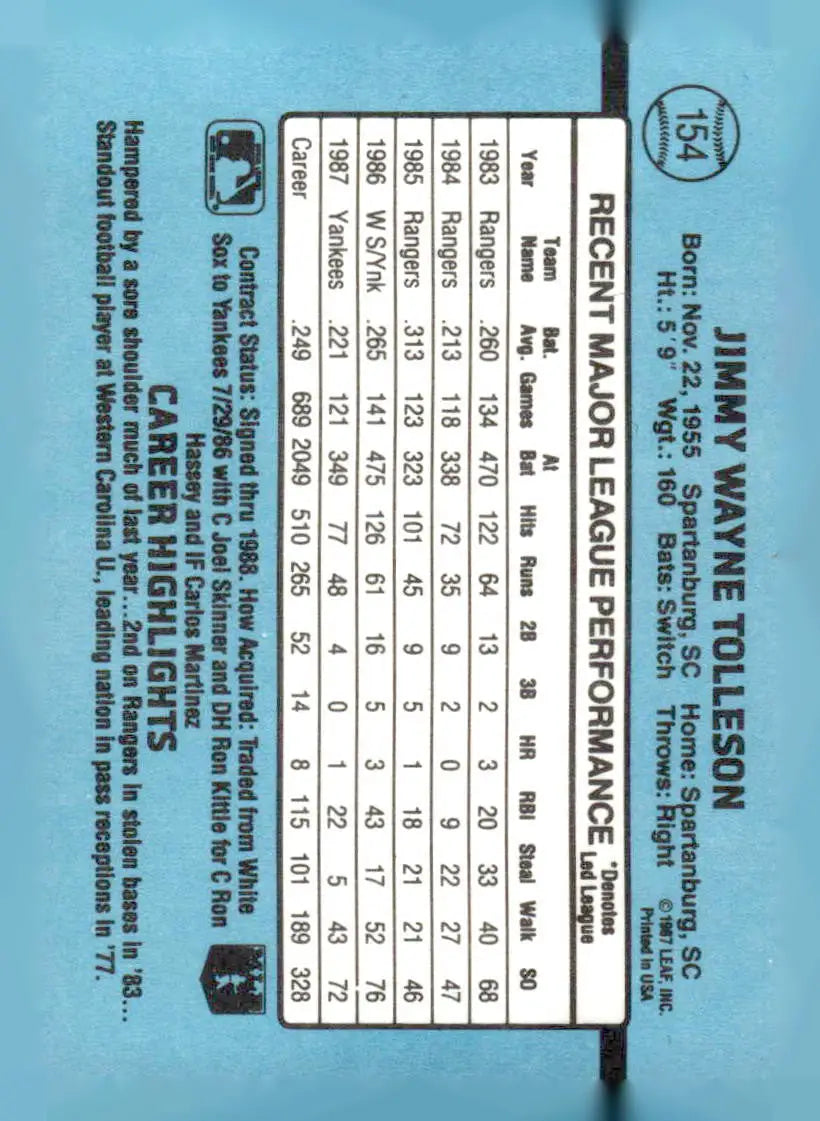 154
JIMMY WAYNE TOLLESON
Born: Nov. 22, 1955 Spartanburg, SC Home: Spartanburg, SC
Ht.: 5'9" Wgt.: 160 Bats: Switch Throws: Right
©1987 LEAF, INC.
Printed in USA
RECENT MAJOR LEAGUE PERFORMANCE *Denotes Led League
Year Team Name Bat. Avg. Games At Bat Hits Runs 2B 3B HR RBI Steal Walk SO
1983 Rangers .260 134 470 122 64 13 2 3 20 33 40 68
1984 Rangers .213 118 338 72 35 9 2 0 9 22 27 47
1985 Rangers .313 123 323 101 45 9 5 1 18 21 21 46
1986 W S/Ynk .265 141 475 126 61 16 5 3 43 17 52 76
1987 Yankees .221 121 349 77 48 4 0 1 22 5 43 72
Career .249 689 2049 510 265 52 14 8 115 101 189 328
Contract Status: Signed thru 1988. How Acquired: Traded from White
Sox to Yankees 7/29/86 with C Joel Skinner and DH Ron Kittle for C Ron
Hassey and IF Carlos Martinez
CAREER HIGHLIGHTS
Hampered by a sore shoulder much of last year...2nd on Rangers in stolen bases in '83...
Standout football player at Western Carolina U., leading nation in pass receptions in '77.